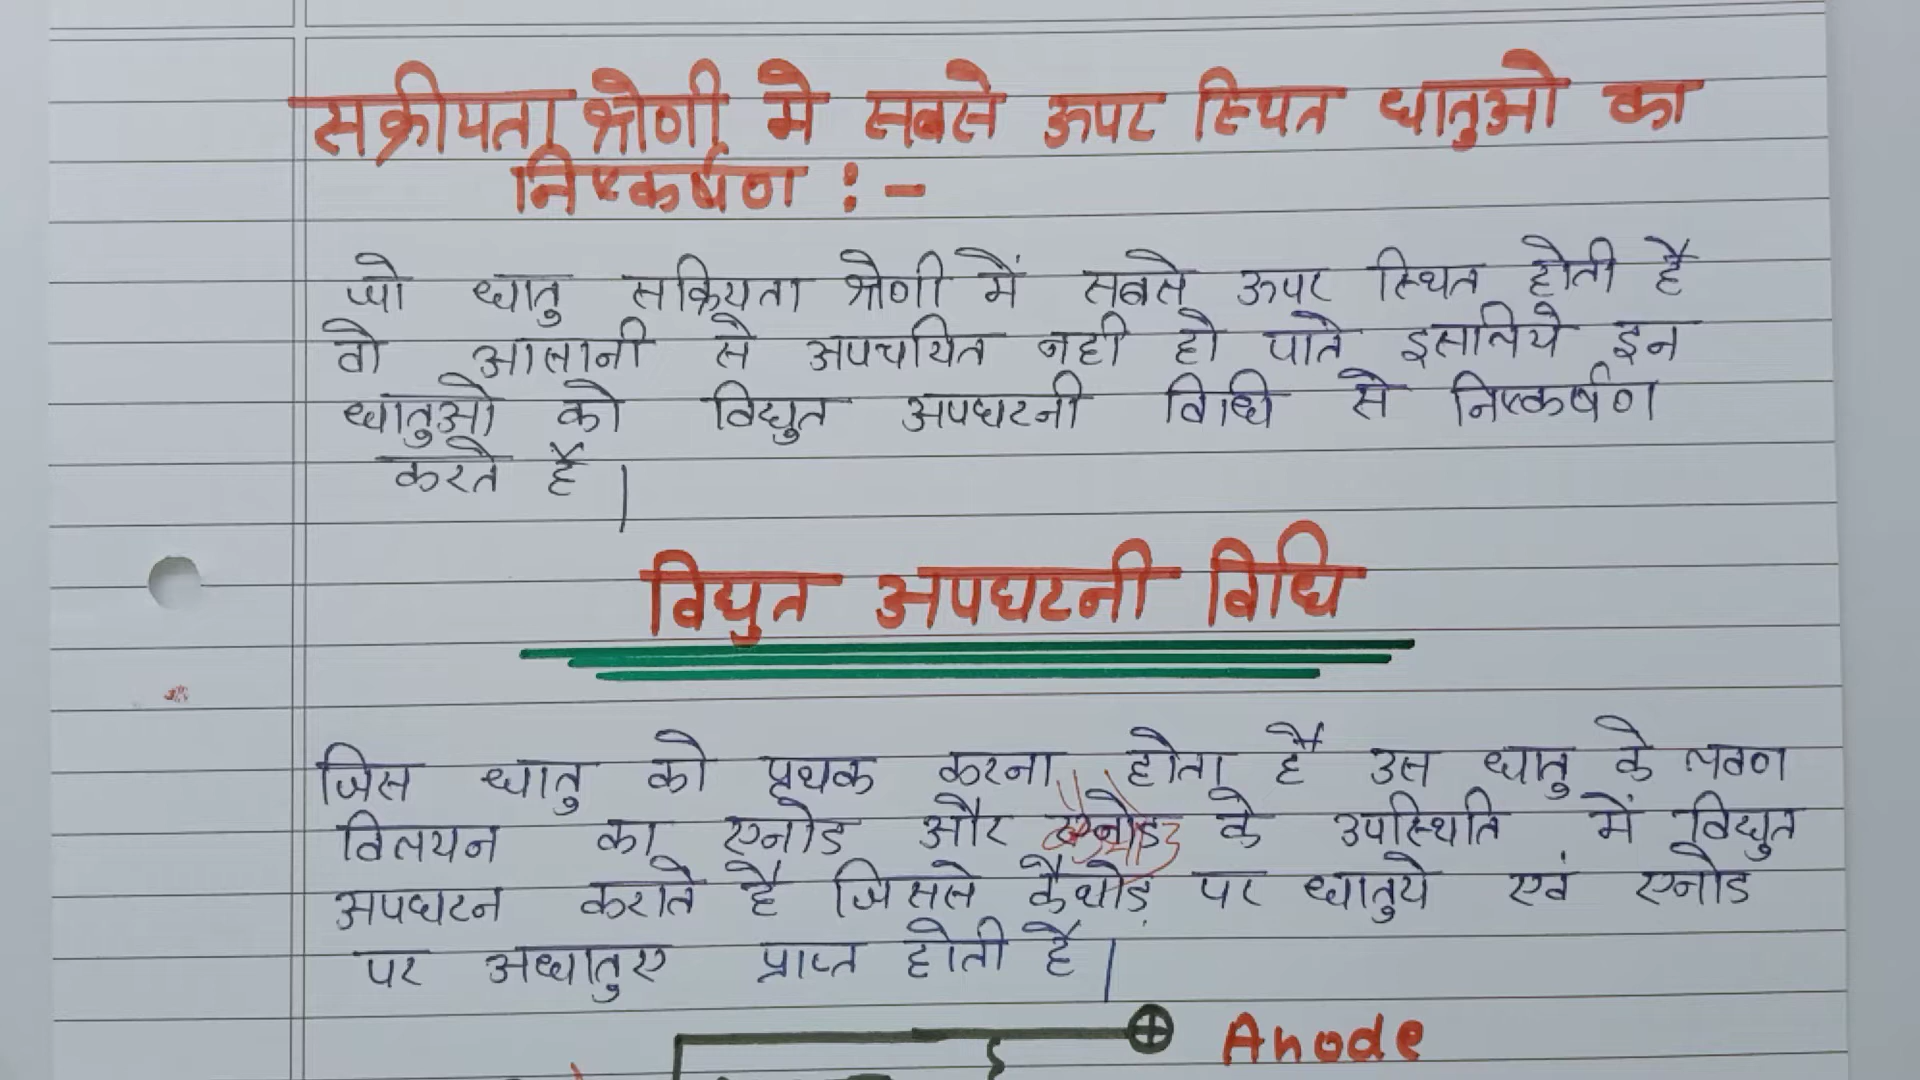 सक्रीयता श्रेणी मे सबसे ऊपर स्थित धातुओ का
निष्कर्षण :-
जो धातु सक्रियता श्रेणी में सबसे ऊपर स्थित होती है
वो आसानी से अपचयित नही हो पाते इसलिये इन
धातुओ को विद्युत अपघटनी विधि से निष्कर्षण
करते है |
विद्युत अपघटनी विधि
जिस धातु को प्रथक करना होता है उस धातु के लवण
विलयन का एनोड और के उपस्थिति में विद्युत
अपघटन कराते है जिससे कैथोड़ पर धातुये एवं एनोड
पर अधातुए प्राप्त होती है |
Anode